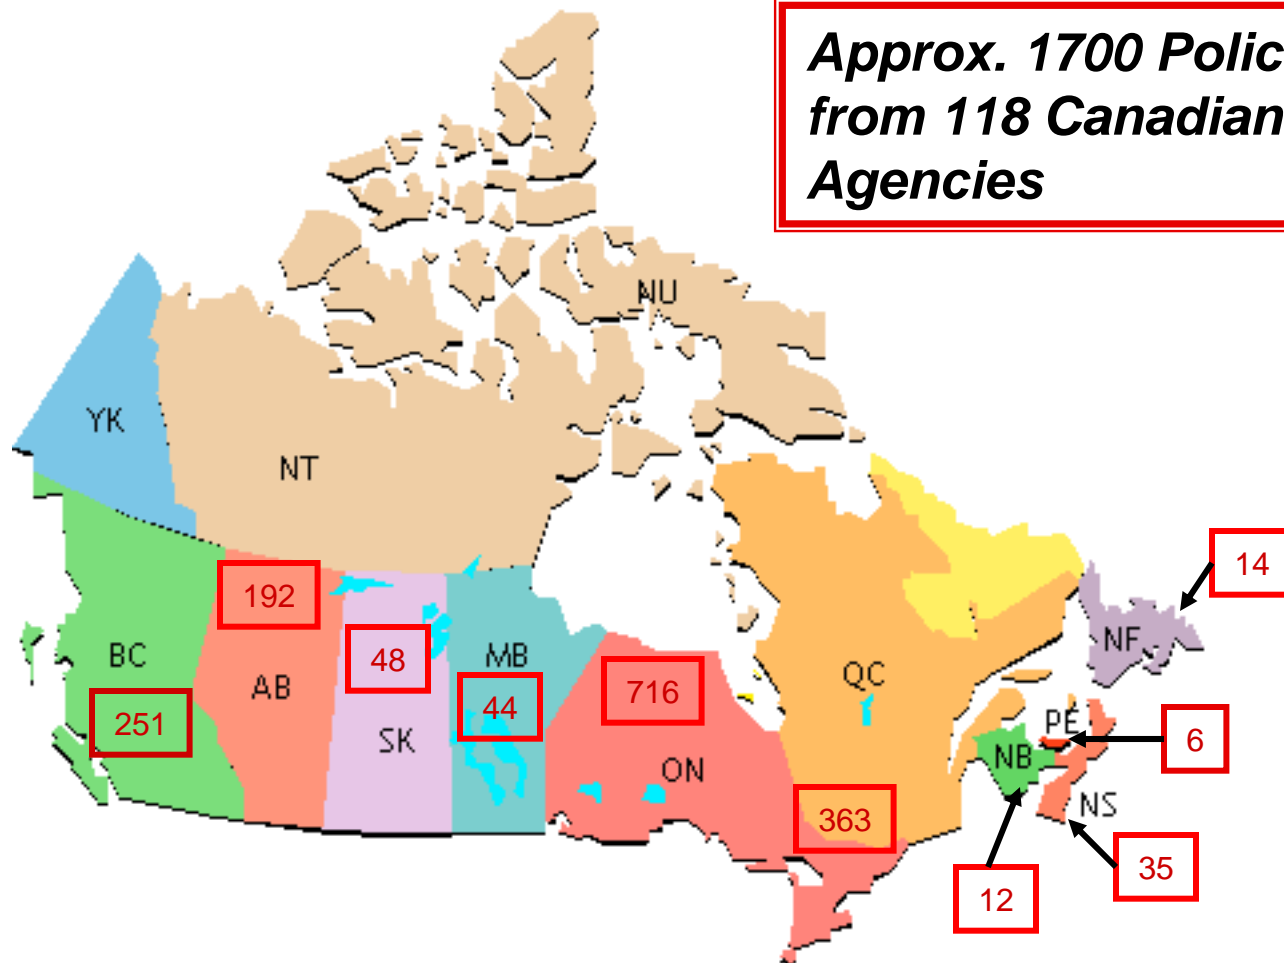 Approx. 1700 Polic
from 118 Canadian
Agencies
NU
YK
NT
192
14
BC
AB
48
MB
716
QC
NF
251
44
SK
ON
PE
6
NB
363
NS
35
12